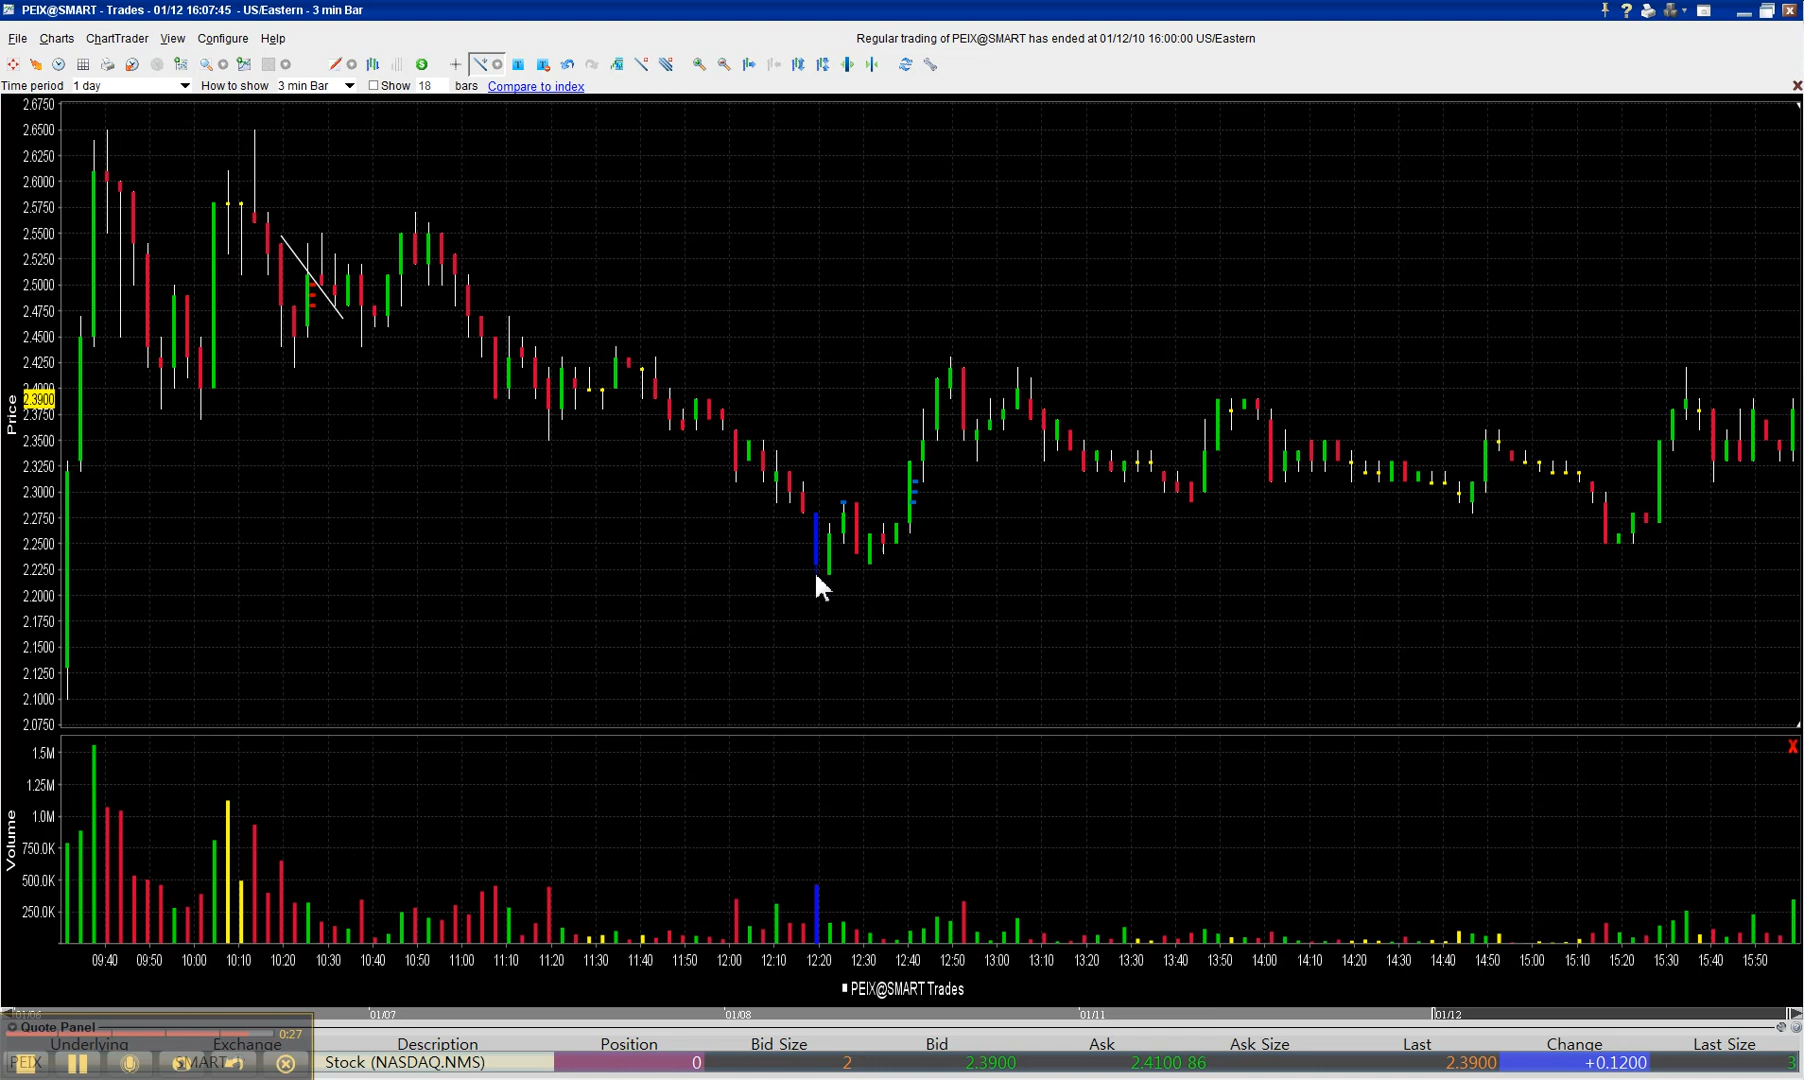 PEIX@SMART - Trades - 01/12 16:07:45 - US/Eastern - 3 min Bar
File Charts ChartTrader View Configure Help Regular trading of PEIX@SMART has ended at 01/12/10 16:00:00 US/Eastern
Time period 1 day How to show 3 min Bar Show 18 bars Compare to index
2.6750
2.6500
2.6250
2.6000
2.5750
2.5500
2.5250
2.5000
2.4750
2.4500
2.4250
2.4000
2.3900
2.3750
2.3500
2.3250
2.3000
2.2750
2.2500
2.2250
2.2000
2.1750
2.1500
2.1250
2.1000
2.0750
Price
X
1.5M
1.25M
1.0M
750.0K
500.0K
250.0K
Volume
09:40 09:50 10:00 10:10 10:20 10:30 10:40 10:50 11:00 11:10 11:20 11:30 11:40 11:50 12:00 12:10 12:20 12:30 12:40 12:50 13:00 13:10 13:20 13:30 13:40 13:50 14:00 14:10 14:20 14:30 14:40 14:50 15:00 15:10 15:20 15:30 15:40 15:50
PEIX@SMART Trades
01/06 01/07 01/08 01/11 01/12
Quote Panel 0:27
Underlying Exchange Description Position Bid Size Bid Ask Ask Size Last Change Last Size
PEIX SMART Stock (NASDAQ.NMS) 0 2 2.3900 2.4100 86 2.3900 +0.1200 3